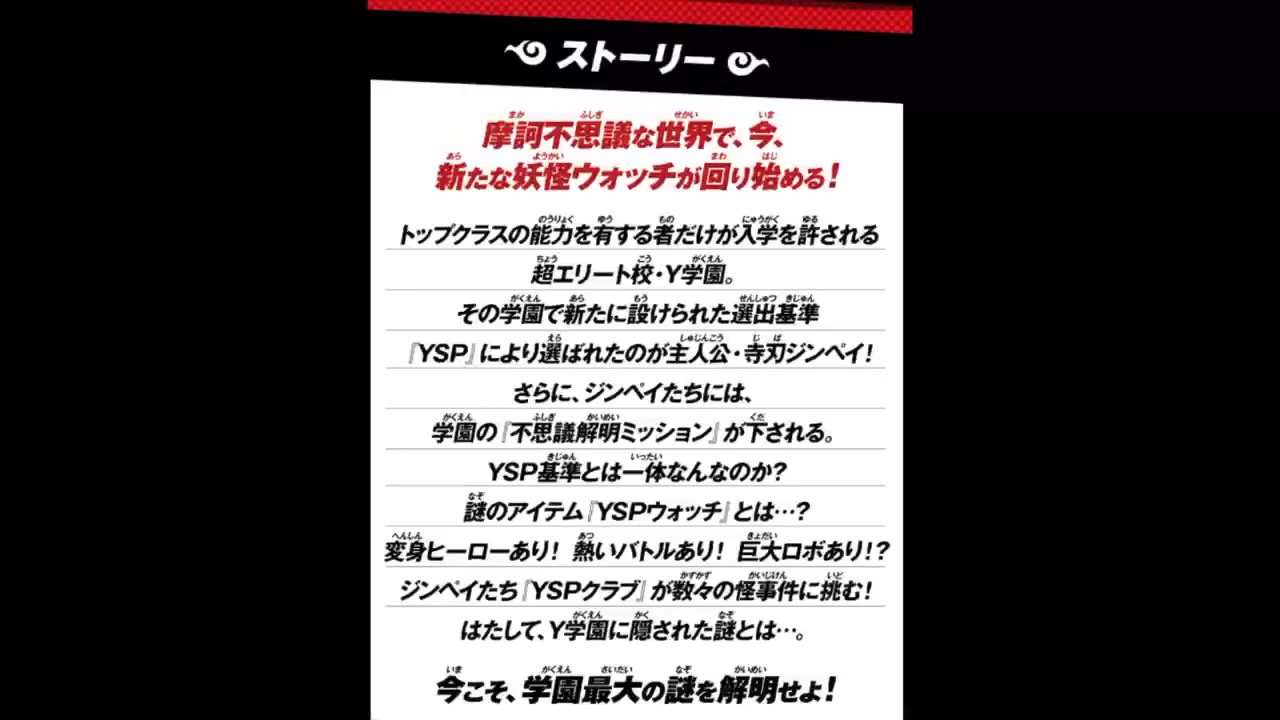 ストーリー
摩訶不思議な世界で、今、
新たな妖怪ウォッチが回り始める!
トップクラスの能力を有する者だけが入学を許される
超エリート校・Y学園。
その学園で新たに設けられた選出基準
『YSP』により選ばれたのが主人公・寺刃ジンペイ!
さらに、ジンペイたちには、
学園の『不思議解明ミッション』が下される。
YSP基準とは一体なんなのか?
謎のアイテム『YSPウォッチ』とは…?
変身ヒーローあり! 熱いバトルあり! 巨大ロボあり!?
ジンペイたち『YSPクラブ』が数々の怪事件に挑む!
はたして、Y学園に隠された謎とは…。
今こそ、学園最大の謎を解明せよ!